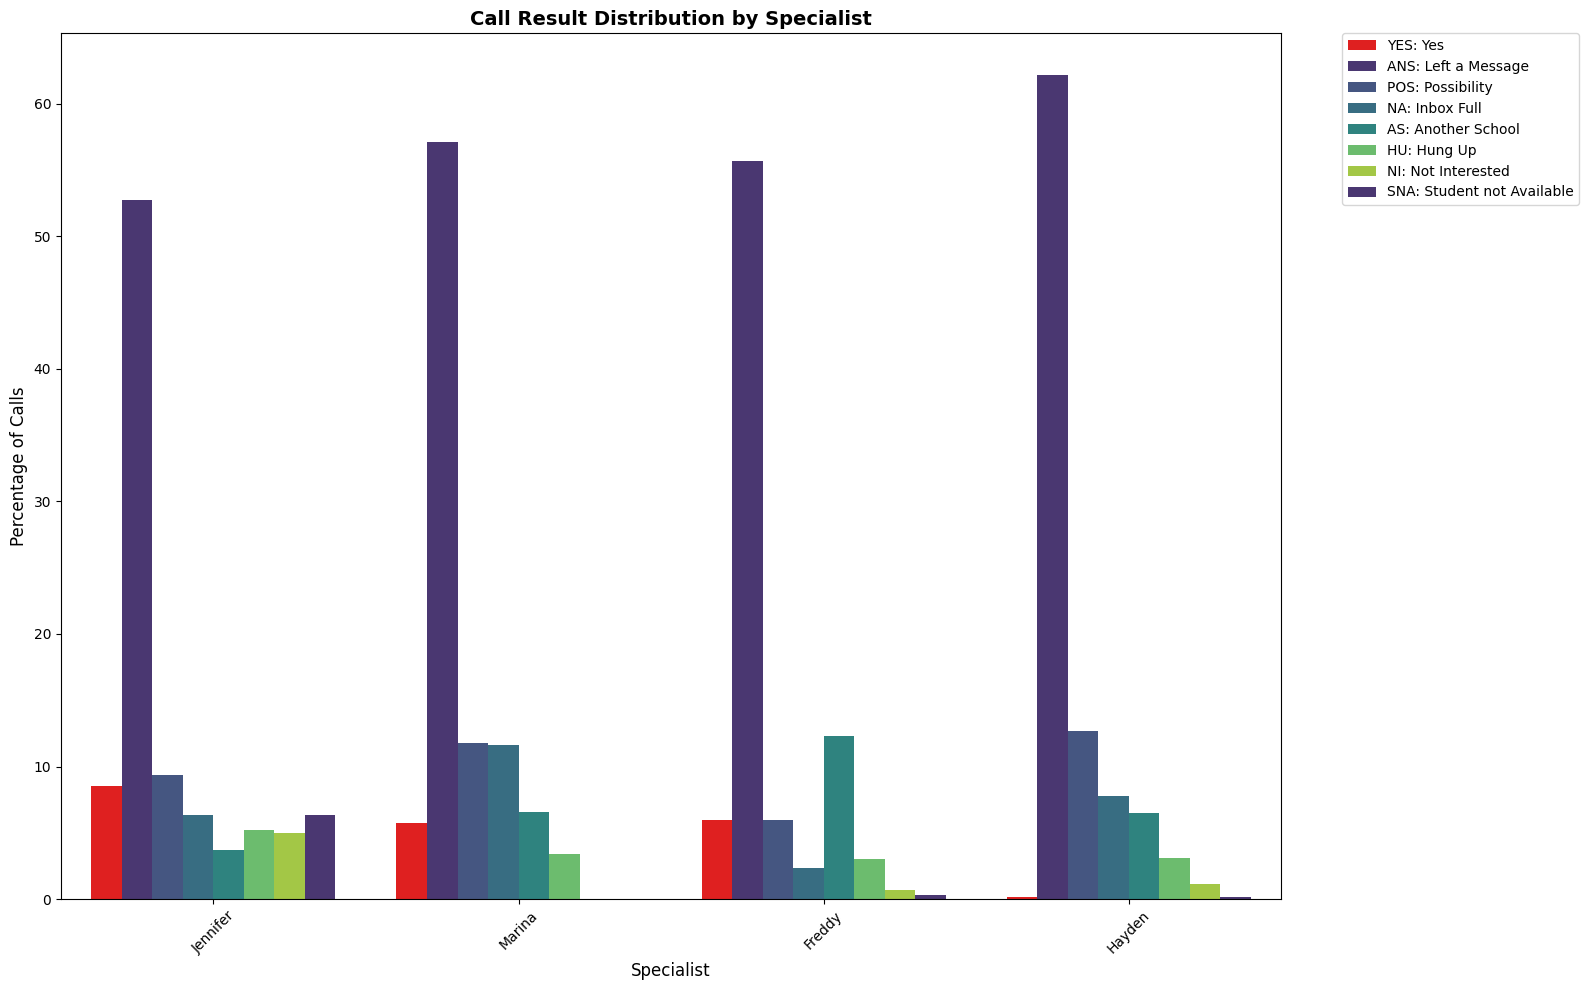 Call Result Distribution by Specialist
YES: Yes
ANS: Left a Message
POS: Possibility
NA: Inbox Full
AS: Another School
HU: Hung Up
NI: Not Interested
SNA: Student not Available
Percentage of Calls
60
50
40
30
20
10
0
Jennifer
Marina
Freddy
Hayden
Specialist